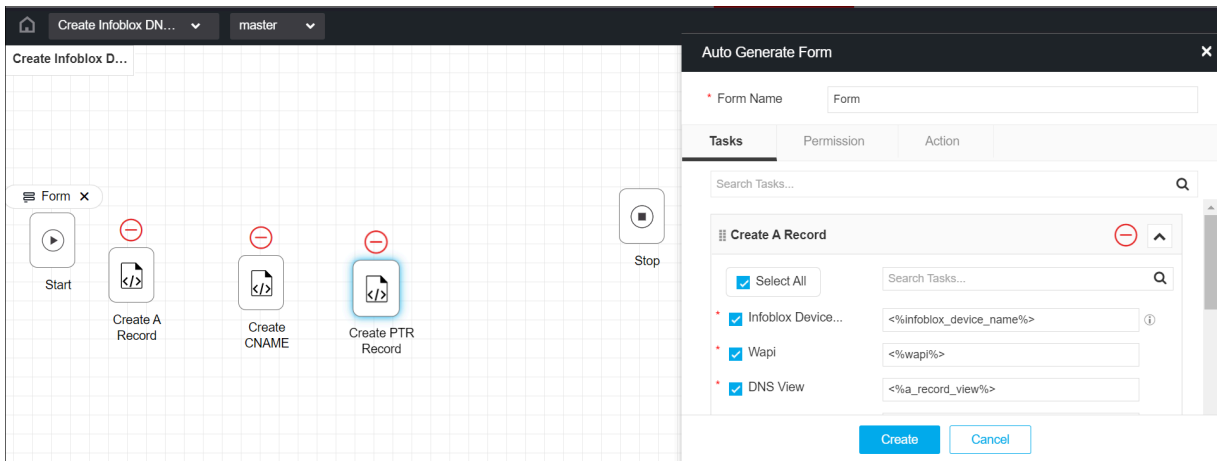 Create Infoblox DN...
master
Create Infoblox D...
Form
Start
Create A
Record
Create
CNAME
Create PTR
Record
Stop
Auto Generate Form
* Form Name
Form
Tasks
Permission
Action
Search Tasks...
Create A Record
Select All
Search Tasks...
* Infoblox Device...
<%infoblox_device_name%>
* Wapi
<%wapi%>
* DNS View
<%a_record_view%>
Create
Cancel